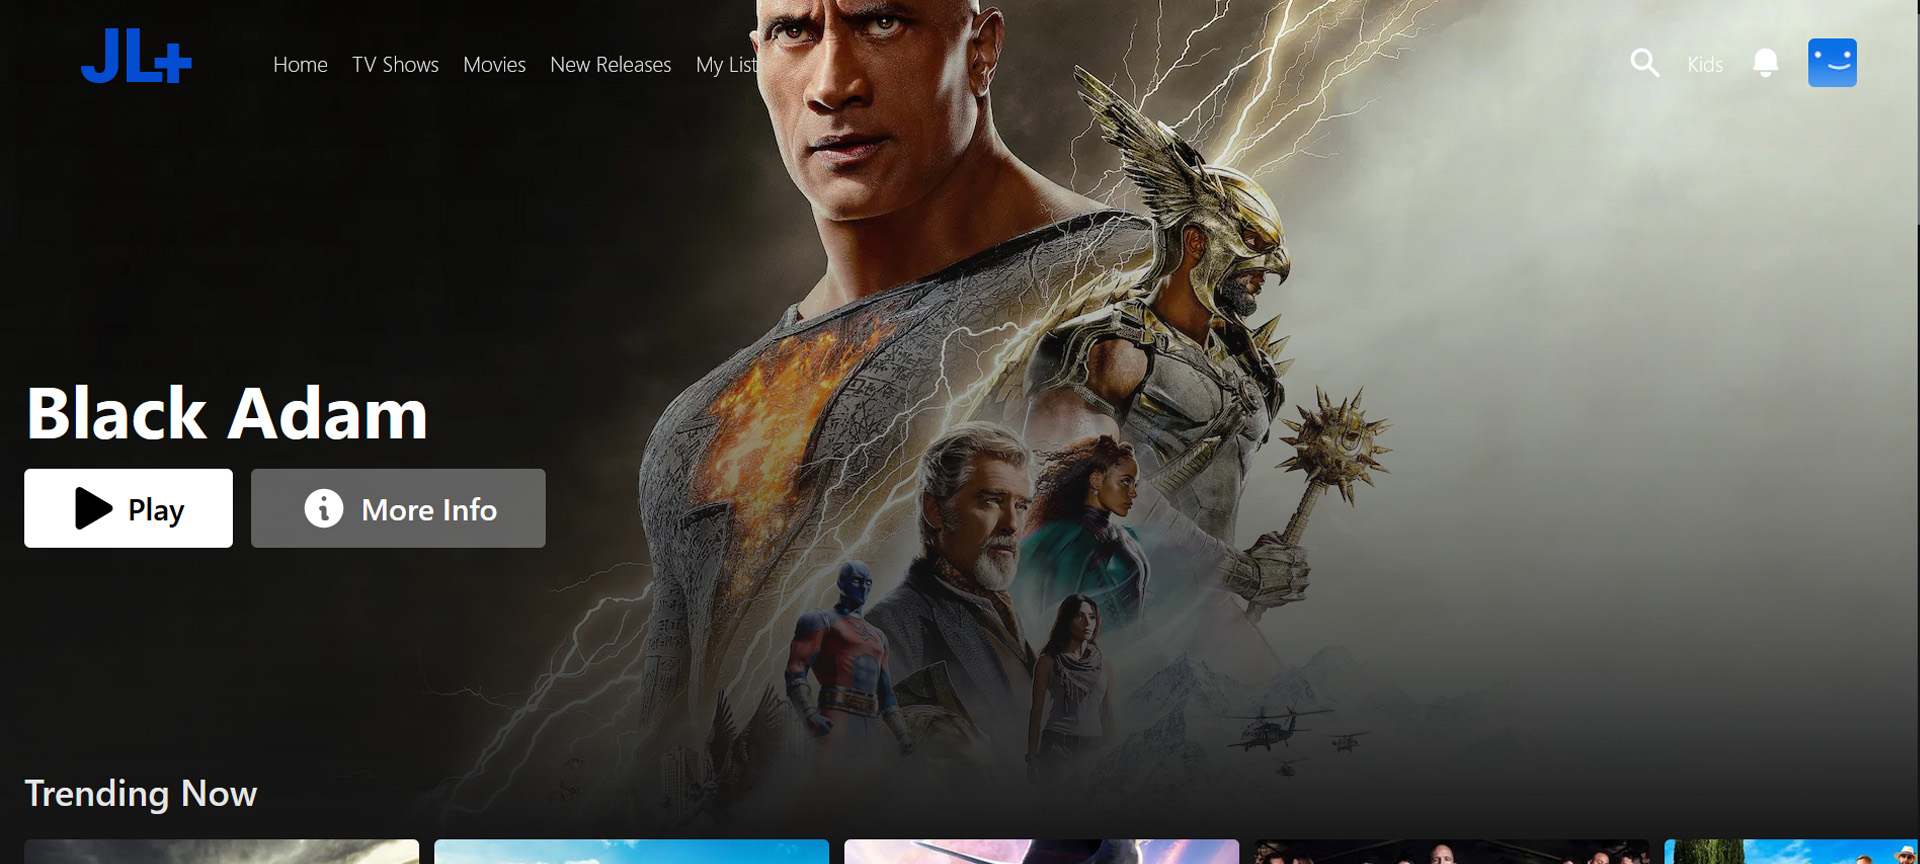 JL+
Home TV Shows Movies New Releases My List Kids
Black Adam
Play More Info
Trending Now